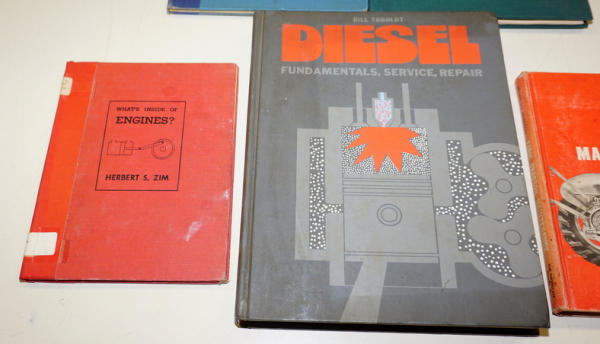 WHAT'S INSIDE OF
ENGINES?
HERBERT S. ZIM
BILL TOBOLDT
DIESEL
FUNDAMENTALS, SERVICE, REPAIR
MA